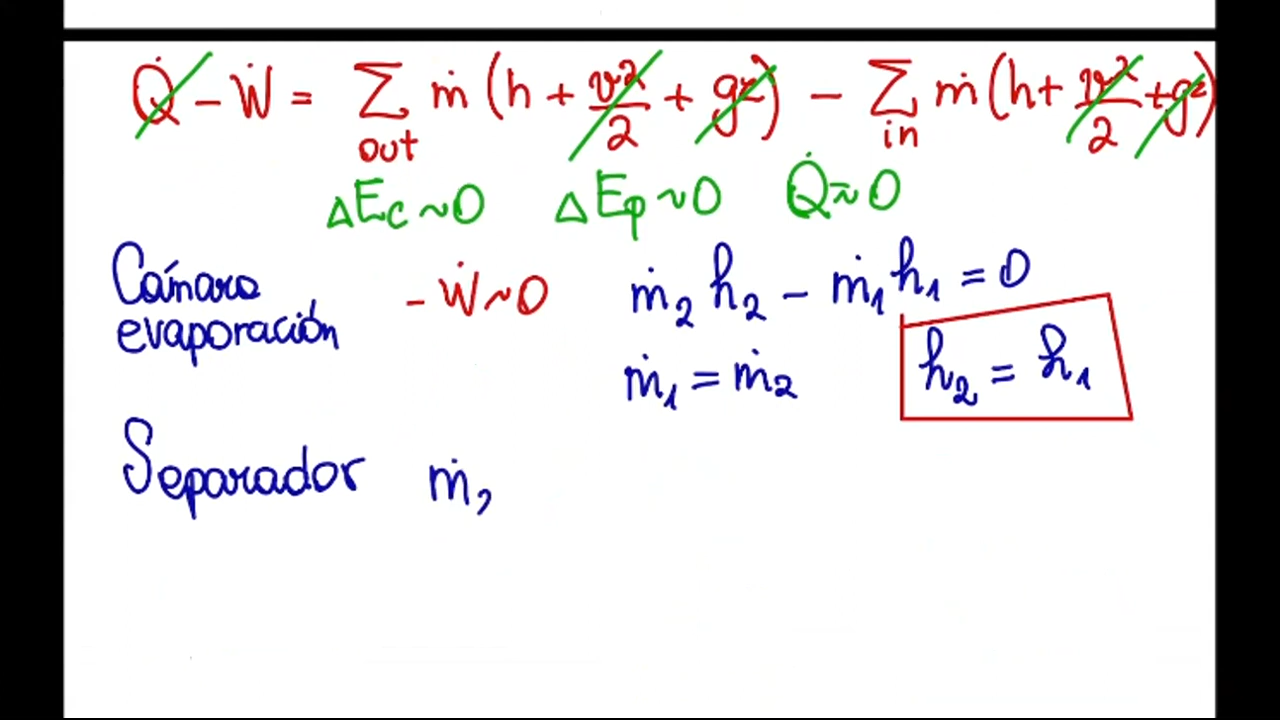 Q̇ - Ẇ = Σ out ṁ (h + v²/2 + gz) - Σ in ṁ (h + v²/2 + gz)
ΔEc ~ 0 ΔEp ~ 0 Q̇ ≈ 0
Cámara evaporación - Ẇ ~ 0 ṁ₂ h₂ - ṁ₁ h₁ = 0
ṁ₁ = ṁ₂ h₂ = h₁
Separador ṁ₂